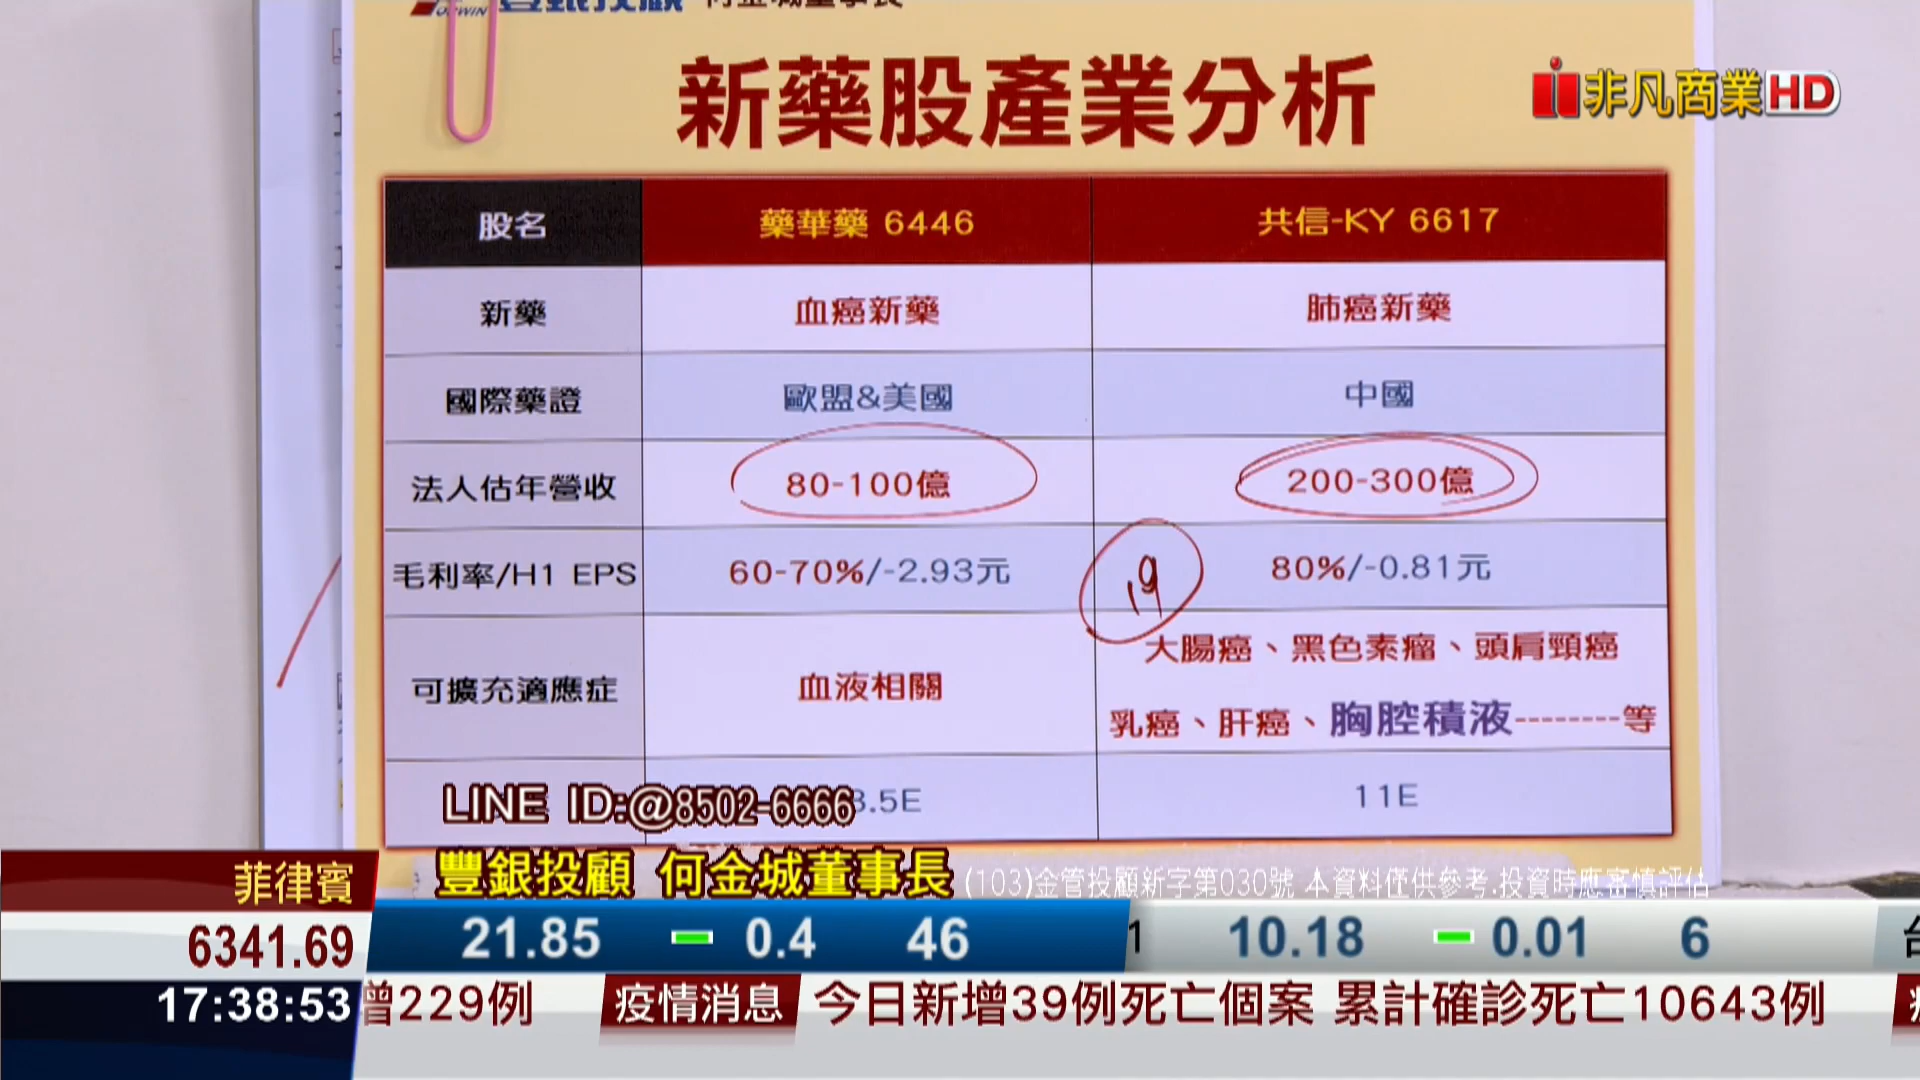 新藥股產業分析
非凡商業HD
股名 藥華藥 6446 共信-KY 6617
新藥 血癌新藥 肺癌新藥
國際藥證 歐盟&美國 中國
法人估年營收 80-100億 200-300億
毛利率/H1 EPS 60-70%/-2.93元 19 80%/-0.81元
可擴充適應症 血液相關 大腸癌、黑色素瘤、頭肩頸癌
乳癌、肝癌、胸腔積液--------等
.5E 11E
LINE ID:@8502-6666
豐銀投顧 何金城董事長 (103)金管投顧新字第030號 本資料僅供參考.投資時應審慎評估
菲律賓
6341.69 21.85 0.4 46 1 10.18 0.01 6 台
17:38:53 增229例 疫情消息 今日新增39例死亡個案 累計確診死亡10643例